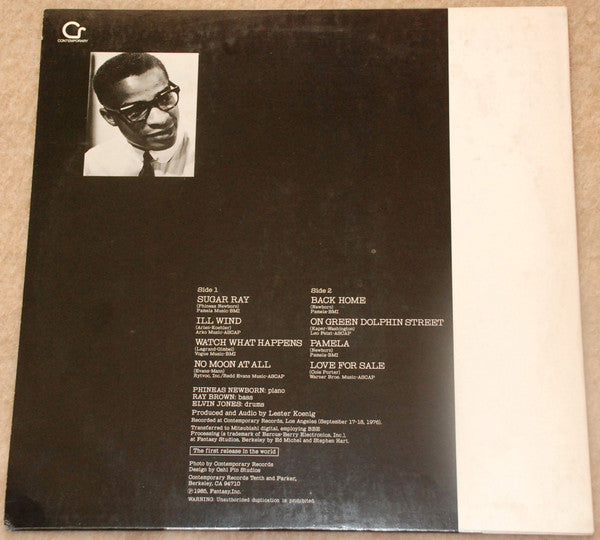 Cr
CONTEMPORARY
Side 1
SUGAR RAY
(Phineas Newborn)
Pamela Music-BMI
ILL WIND
(Arlen-Koehler)
Arko Music-ASCAP
WATCH WHAT HAPPENS
(Legrand-Gimbel)
Vogue Music-BMI
NO MOON AT ALL
(Evans-Mann)
Rytvoc, Inc./Redd Evans Music-ASCAP
Side 2
BACK HOME
(Newborn)
Pamela-BMI
ON GREEN DOLPHIN STREET
(Kaper-Washington)
Leo Feist-ASCAP
PAMELA
(Newborn)
Pamela-BMI
LOVE FOR SALE
(Cole Porter)
Warner Bros. Music-ASCAP
PHINEAS NEWBORN: piano
RAY BROWN: bass
ELVIN JONES: drums
Produced and Audio by Lester Koenig
Recorded at Contemporary Records, Los Angeles (September 17-18, 1976).
Transferred to Mitsubishi digital, employing BBE
Processing (a trademark of Barcus-Berry Electronics, Inc.),
at Fantasy Studios, Berkeley by Ed Michel and Stephen Hart.
The first release in the world
Photo by Contemporary Records
Design by Oshi Pin Studios
Contemporary Records Tenth and Parker,
Berkeley, CA 94710
Ⓟ1985, Fantasy, Inc.
WARNING: Unauthorized duplication is prohibited.